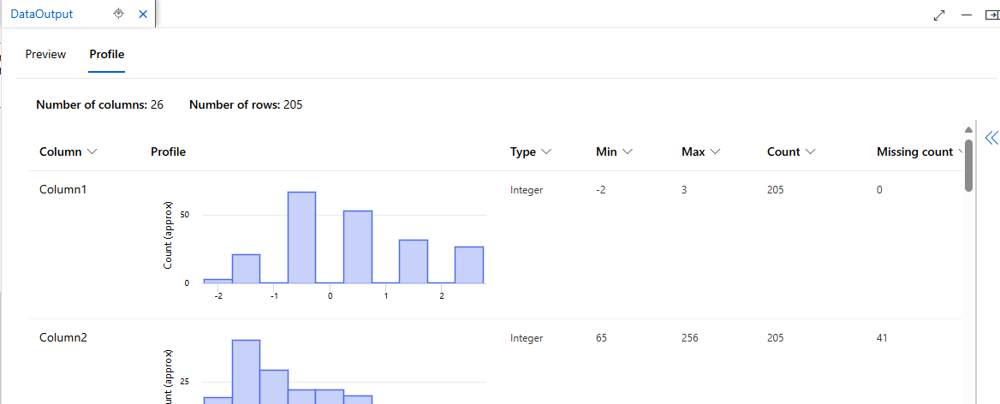 DataOutput
Preview Profile
Number of columns: 26 Number of rows: 205
Column Profile Type Min Max Count Missing count
Column1 Integer -2 3 205 0
Count (approx)
50
0
-2 -1 0 1 2
Column2 Integer 65 256 205 41
unt (approx)
25